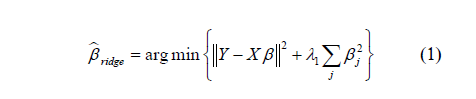 β̂_ridge = arg min { ‖Y − Xβ‖² + λ₁ ∑_j β_j² } (1)